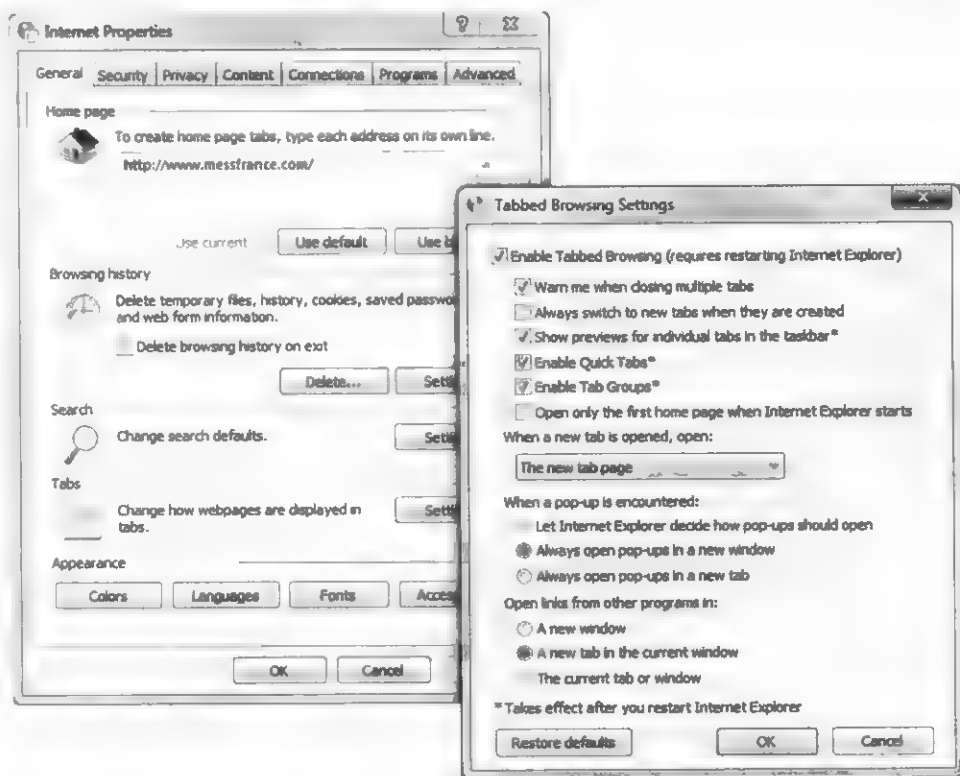 Internet Properties
General Security Privacy Content Connections Programs Advanced
Home page
To create home page tabs, type each address on its own line.
http://www.messfrance.com/
Use current Use default Use
Browsing history
Delete temporary files, history, cookies, saved passwo
and web form information.
Delete browsing history on exit
Delete... Setti
Search
Change search defaults. Setti
Tabs
Change how webpages are displayed in Setti
tabs.
Appearance
Colors Languages Fonts Acces
OK Cancel
Tabbed Browsing Settings
Enable Tabbed Browsing (requires restarting Internet Explorer)
Warn me when closing multiple tabs
Always switch to new tabs when they are created
Show previews for individual tabs in the taskbar*
Enable Quick Tabs*
Enable Tab Groups*
Open only the first home page when Internet Explorer starts
When a new tab is opened, open:
The new tab page
When a pop-up is encountered:
Let Internet Explorer decide how pop-ups should open
Always open pop-ups in a new window
Always open pop-ups in a new tab
Open links from other programs in:
A new window
A new tab in the current window
The current tab or window
* Takes effect after you restart Internet Explorer
Restore defaults OK Cancel